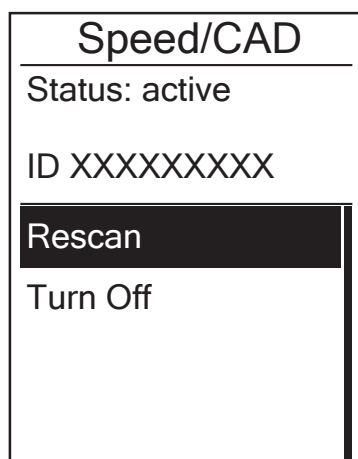 Speed/CAD
Status: active
ID XXXXXXXXX
Rescan
Turn Off